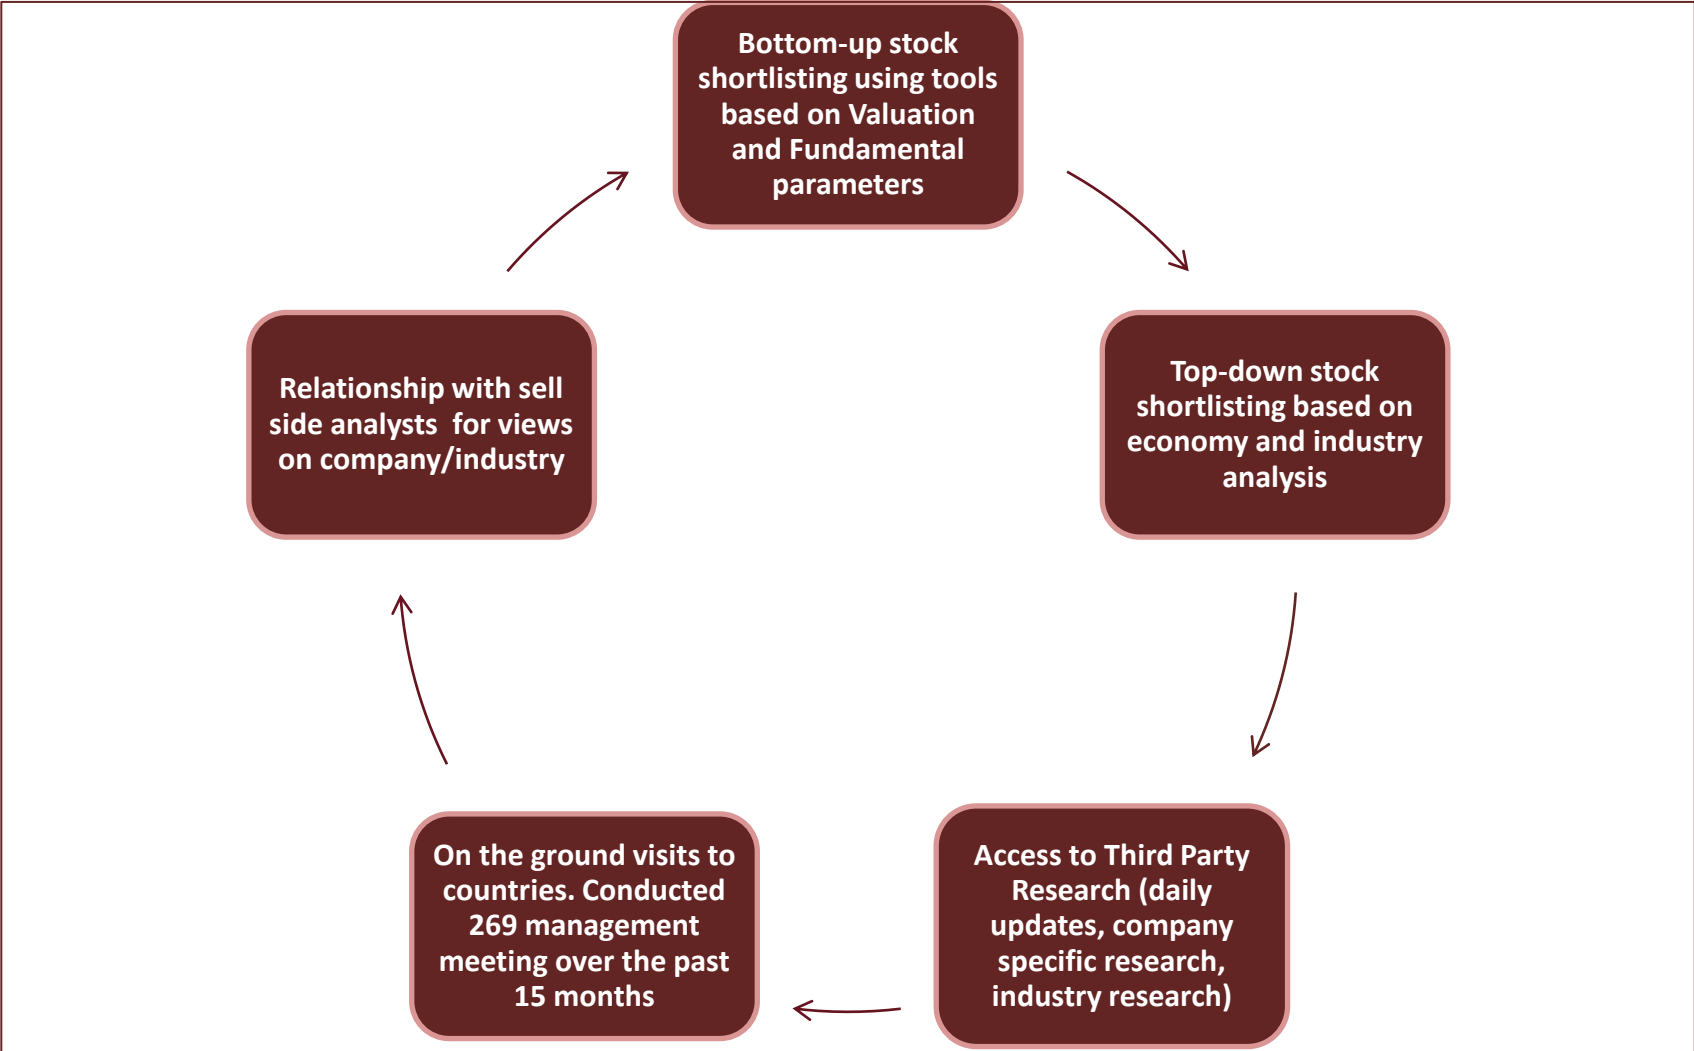 Bottom-up stock
shortlisting using tools
based on Valuation
and Fundamental
parameters
Top-down stock
shortlisting based on
economy and industry
analysis
Access to Third Party
Research (daily
updates, company
specific research,
industry research)
On the ground visits to
countries. Conducted
269 management
meeting over the past
15 months
Relationship with sell
side analysts  for views
on company/industry